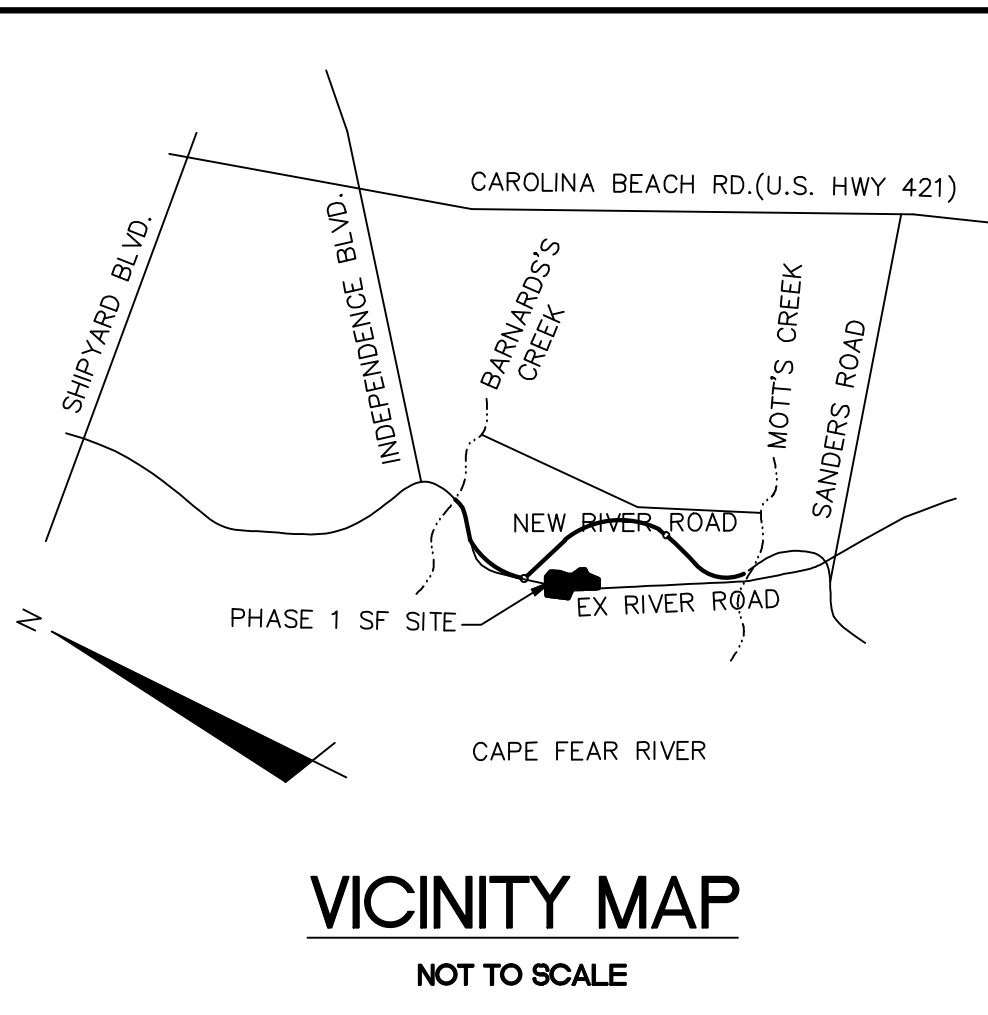 CAROLINA BEACH RD.(U.S. HWY 421)
SHIPYARD BLVD.
INDEPENDENCE BLVD.
BARNARDS'S
CREEK
MOTT'S CREEK
SANDERS ROAD
NEW RIVER ROAD
EX RIVER ROAD
PHASE 1 SF SITE
N
CAPE FEAR RIVER
VICINITY MAP
NOT TO SCALE